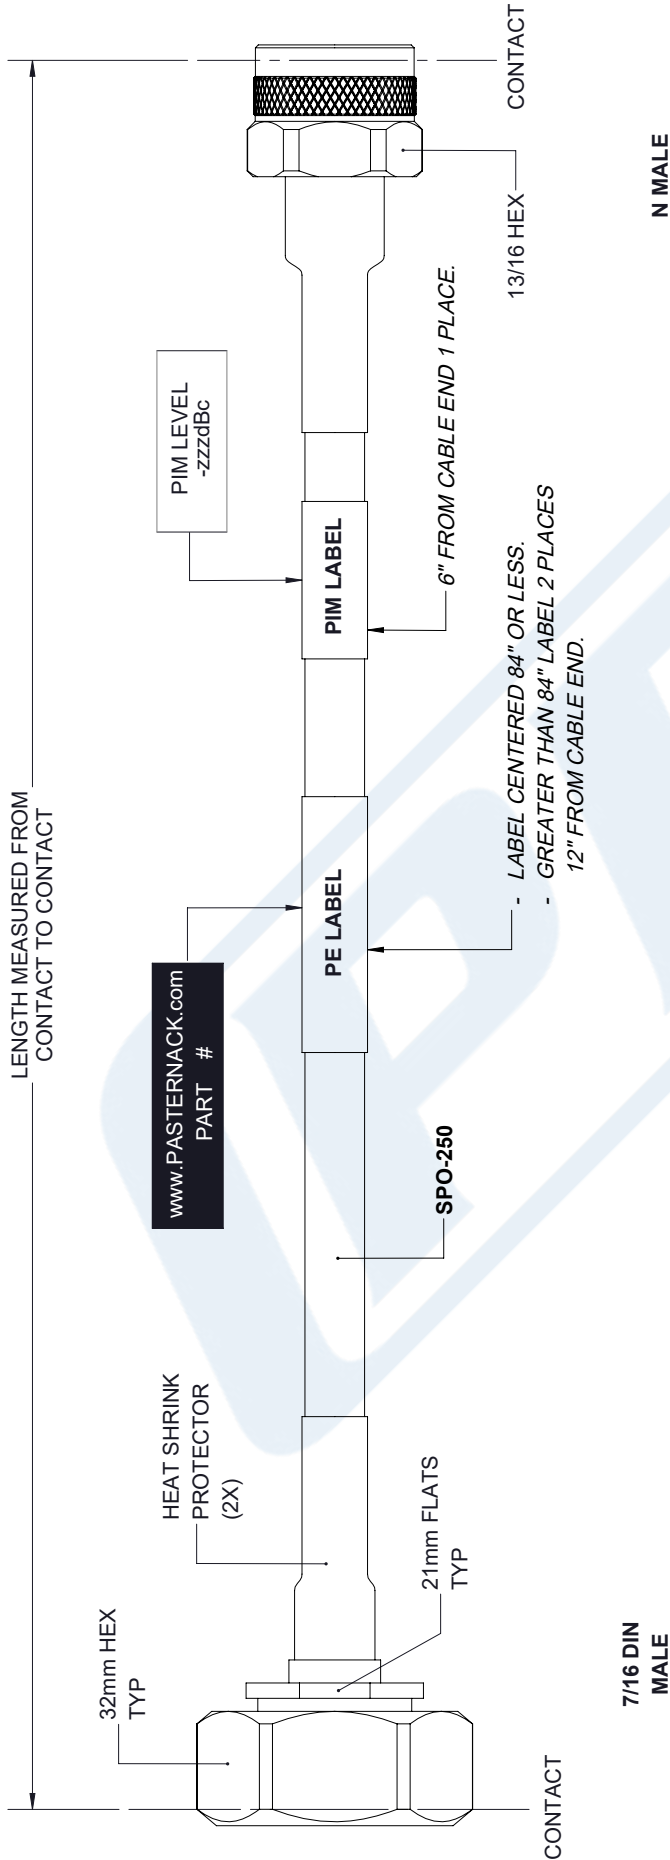 LENGTH MEASURED FROM
CONTACT TO CONTACT
32mm HEX
TYP
HEAT SHRINK
PROTECTOR
(2X)
www.PASTERNACK.com
PART #
PIM LEVEL
-zzzdBc
PE LABEL
PIM LABEL
21mm FLATS
TYP
SPO-250
- LABEL CENTERED 84" OR LESS.
- GREATER THAN 84" LABEL 2 PLACES
12" FROM CABLE END.
6" FROM CABLE END 1 PLACE.
13/16 HEX
CONTACT
CONTACT
7/16 DIN
MALE
N MALE